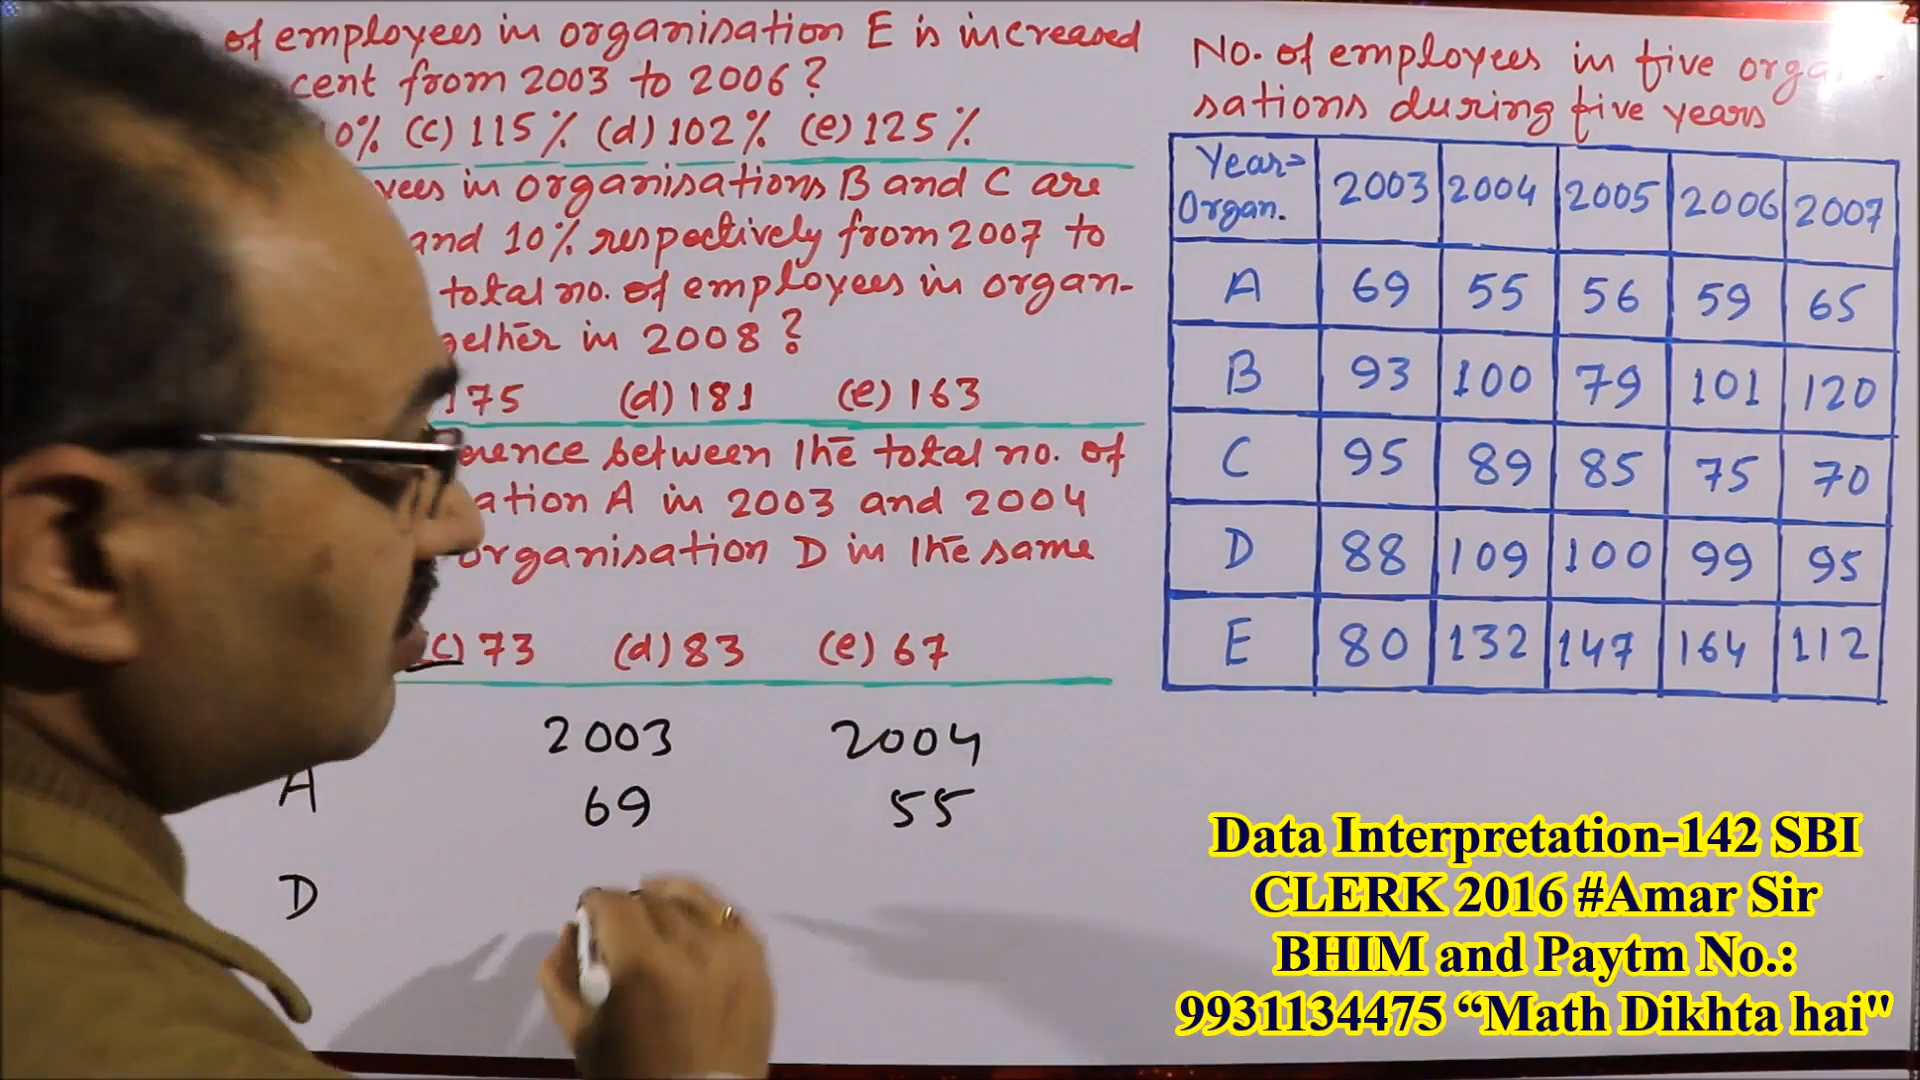 of employees in organisation E is increased
cent from 2003 to 2006 ?
0% (c) 115% (d) 102% (e) 125%
yees in organisations B and C are
and 10% respectively from 2007 to
total no. of employees in organ-
gether in 2008 ?
175 (d) 181 (e) 163
erence between the total no. of
ation A in 2003 and 2004
organisation D in the same
(c) 73 (d) 83 (e) 67
2003 2004
A 69 55
D
No. of employees in five orga
sations during five years
Year→ 2003 2004 2005 2006 2007
Organ.
A 69 55 56 59 65
B 93 100 79 101 120
C 95 89 85 75 70
D 88 109 100 99 95
E 80 132 147 164 112
Data Interpretation-142 SBI
CLERK 2016 #Amar Sir
BHIM and Paytm No.:
9931134475 “Math Dikhta hai"